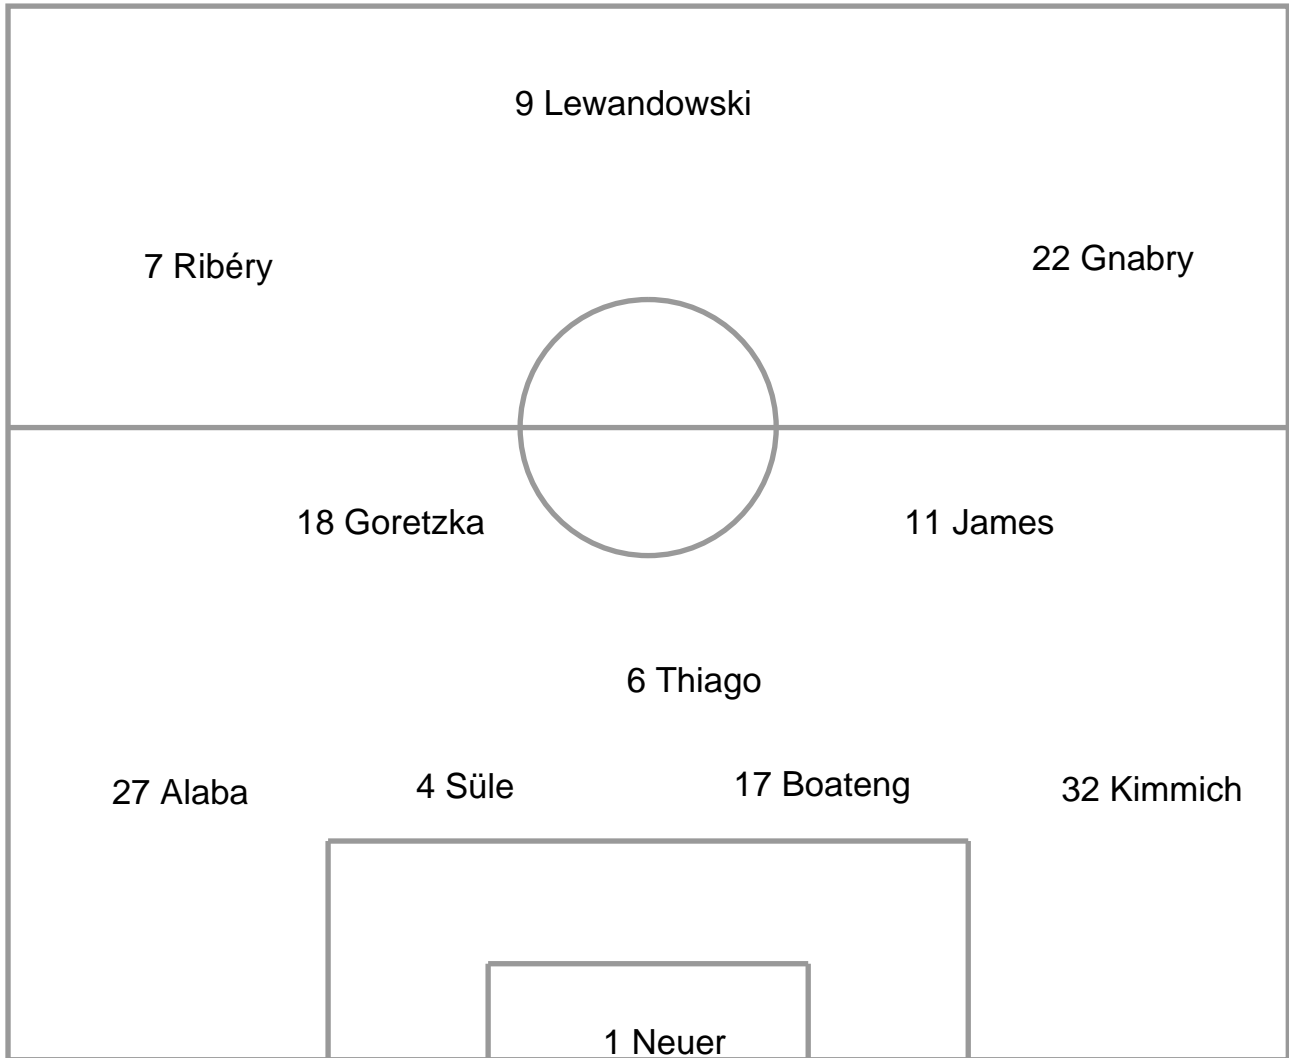 9 Lewandowski
7 Ribéry
22 Gnabry
18 Goretzka
11 James
6 Thiago
27 Alaba
4 Süle
17 Boateng
32 Kimmich
1 Neuer